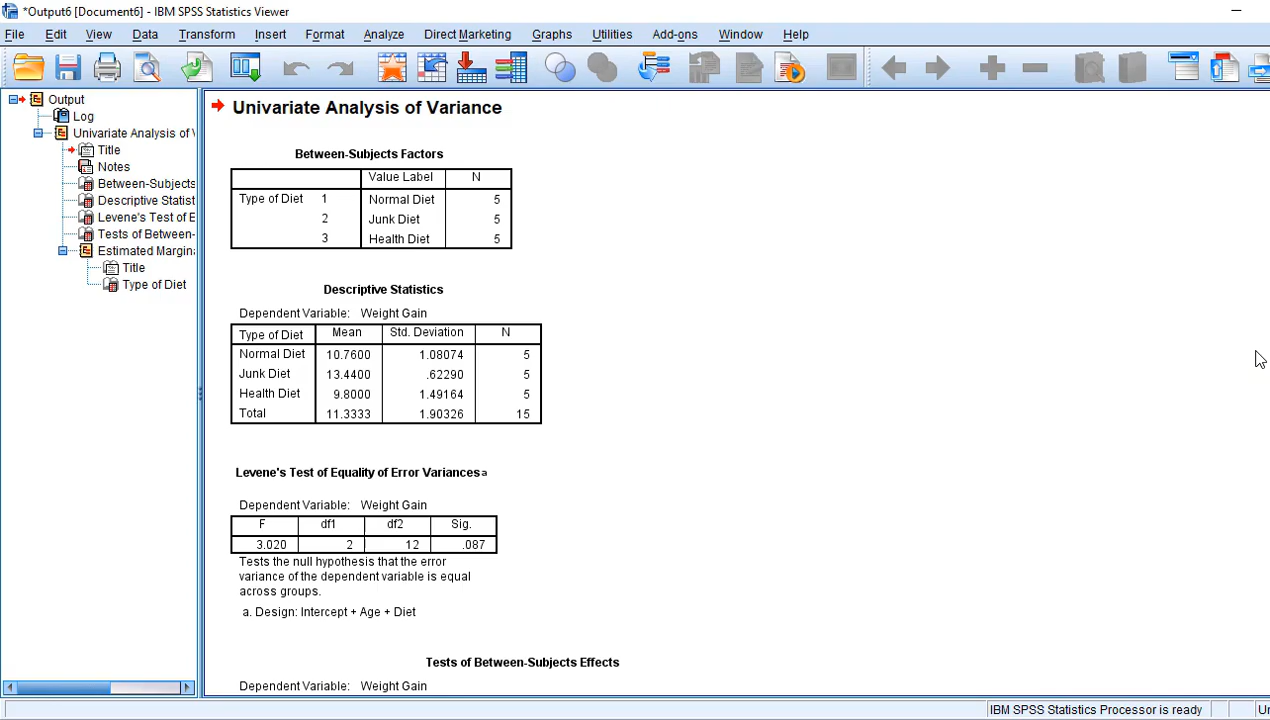 *Output6 [Document6] - IBM SPSS Statistics Viewer
File Edit View Data Transform Insert Format Analyze Direct Marketing Graphs Utilities Add-ons Window Help
Output
Log
Univariate Analysis of V
Title
Notes
Between-Subjects
Descriptive Statist
Levene's Test of E
Tests of Between-
Estimated Margin
Title
Type of Diet
Univariate Analysis of Variance
Between-Subjects Factors
Value Label N
Type of Diet 1 Normal Diet 5
2 Junk Diet 5
3 Health Diet 5
Descriptive Statistics
Dependent Variable: Weight Gain
Type of Diet Mean Std. Deviation N
Normal Diet 10.7600 1.08074 5
Junk Diet 13.4400 .62290 5
Health Diet 9.8000 1.49164 5
Total 11.3333 1.90326 15
Levene's Test of Equality of Error Variancesa
Dependent Variable: Weight Gain
F df1 df2 Sig.
3.020 2 12 .087
Tests the null hypothesis that the error
variance of the dependent variable is equal
across groups.
a. Design: Intercept + Age + Diet
Tests of Between-Subjects Effects
Dependent Variable: Weight Gain
IBM SPSS Statistics Processor is ready
Un